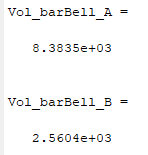 Vol_barBell_A =
8.3835e+03
Vol_barBell_B =
2.5604e+03